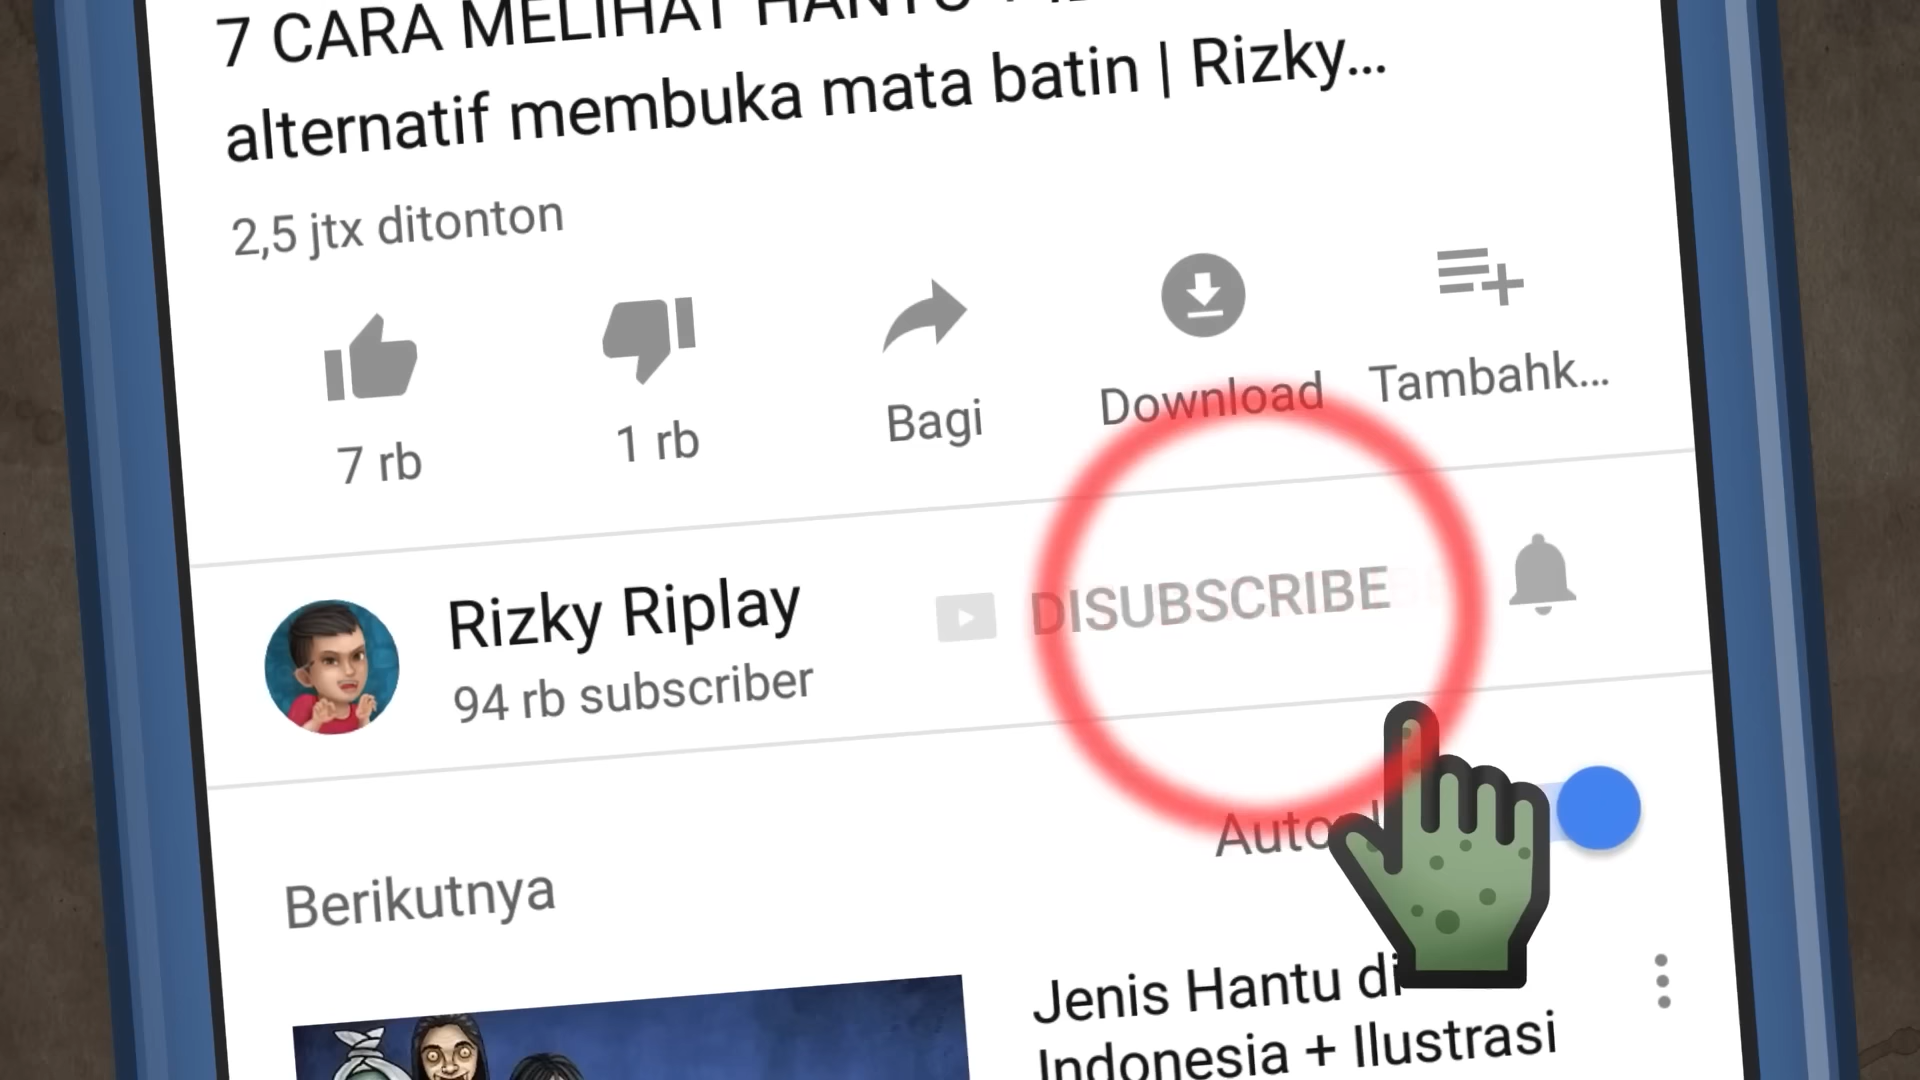 7 CARA MELIHAT HANTU
alternatif membuka mata batin | Rizky...
2,5 jtx ditonton
7 rb
1 rb
Bagi
Download
Tambahk...
Rizky Riplay
94 rb subscriber
DISUBSCRIBE
Berikutnya
Jenis Hantu di
Indonesia + Ilustrasi